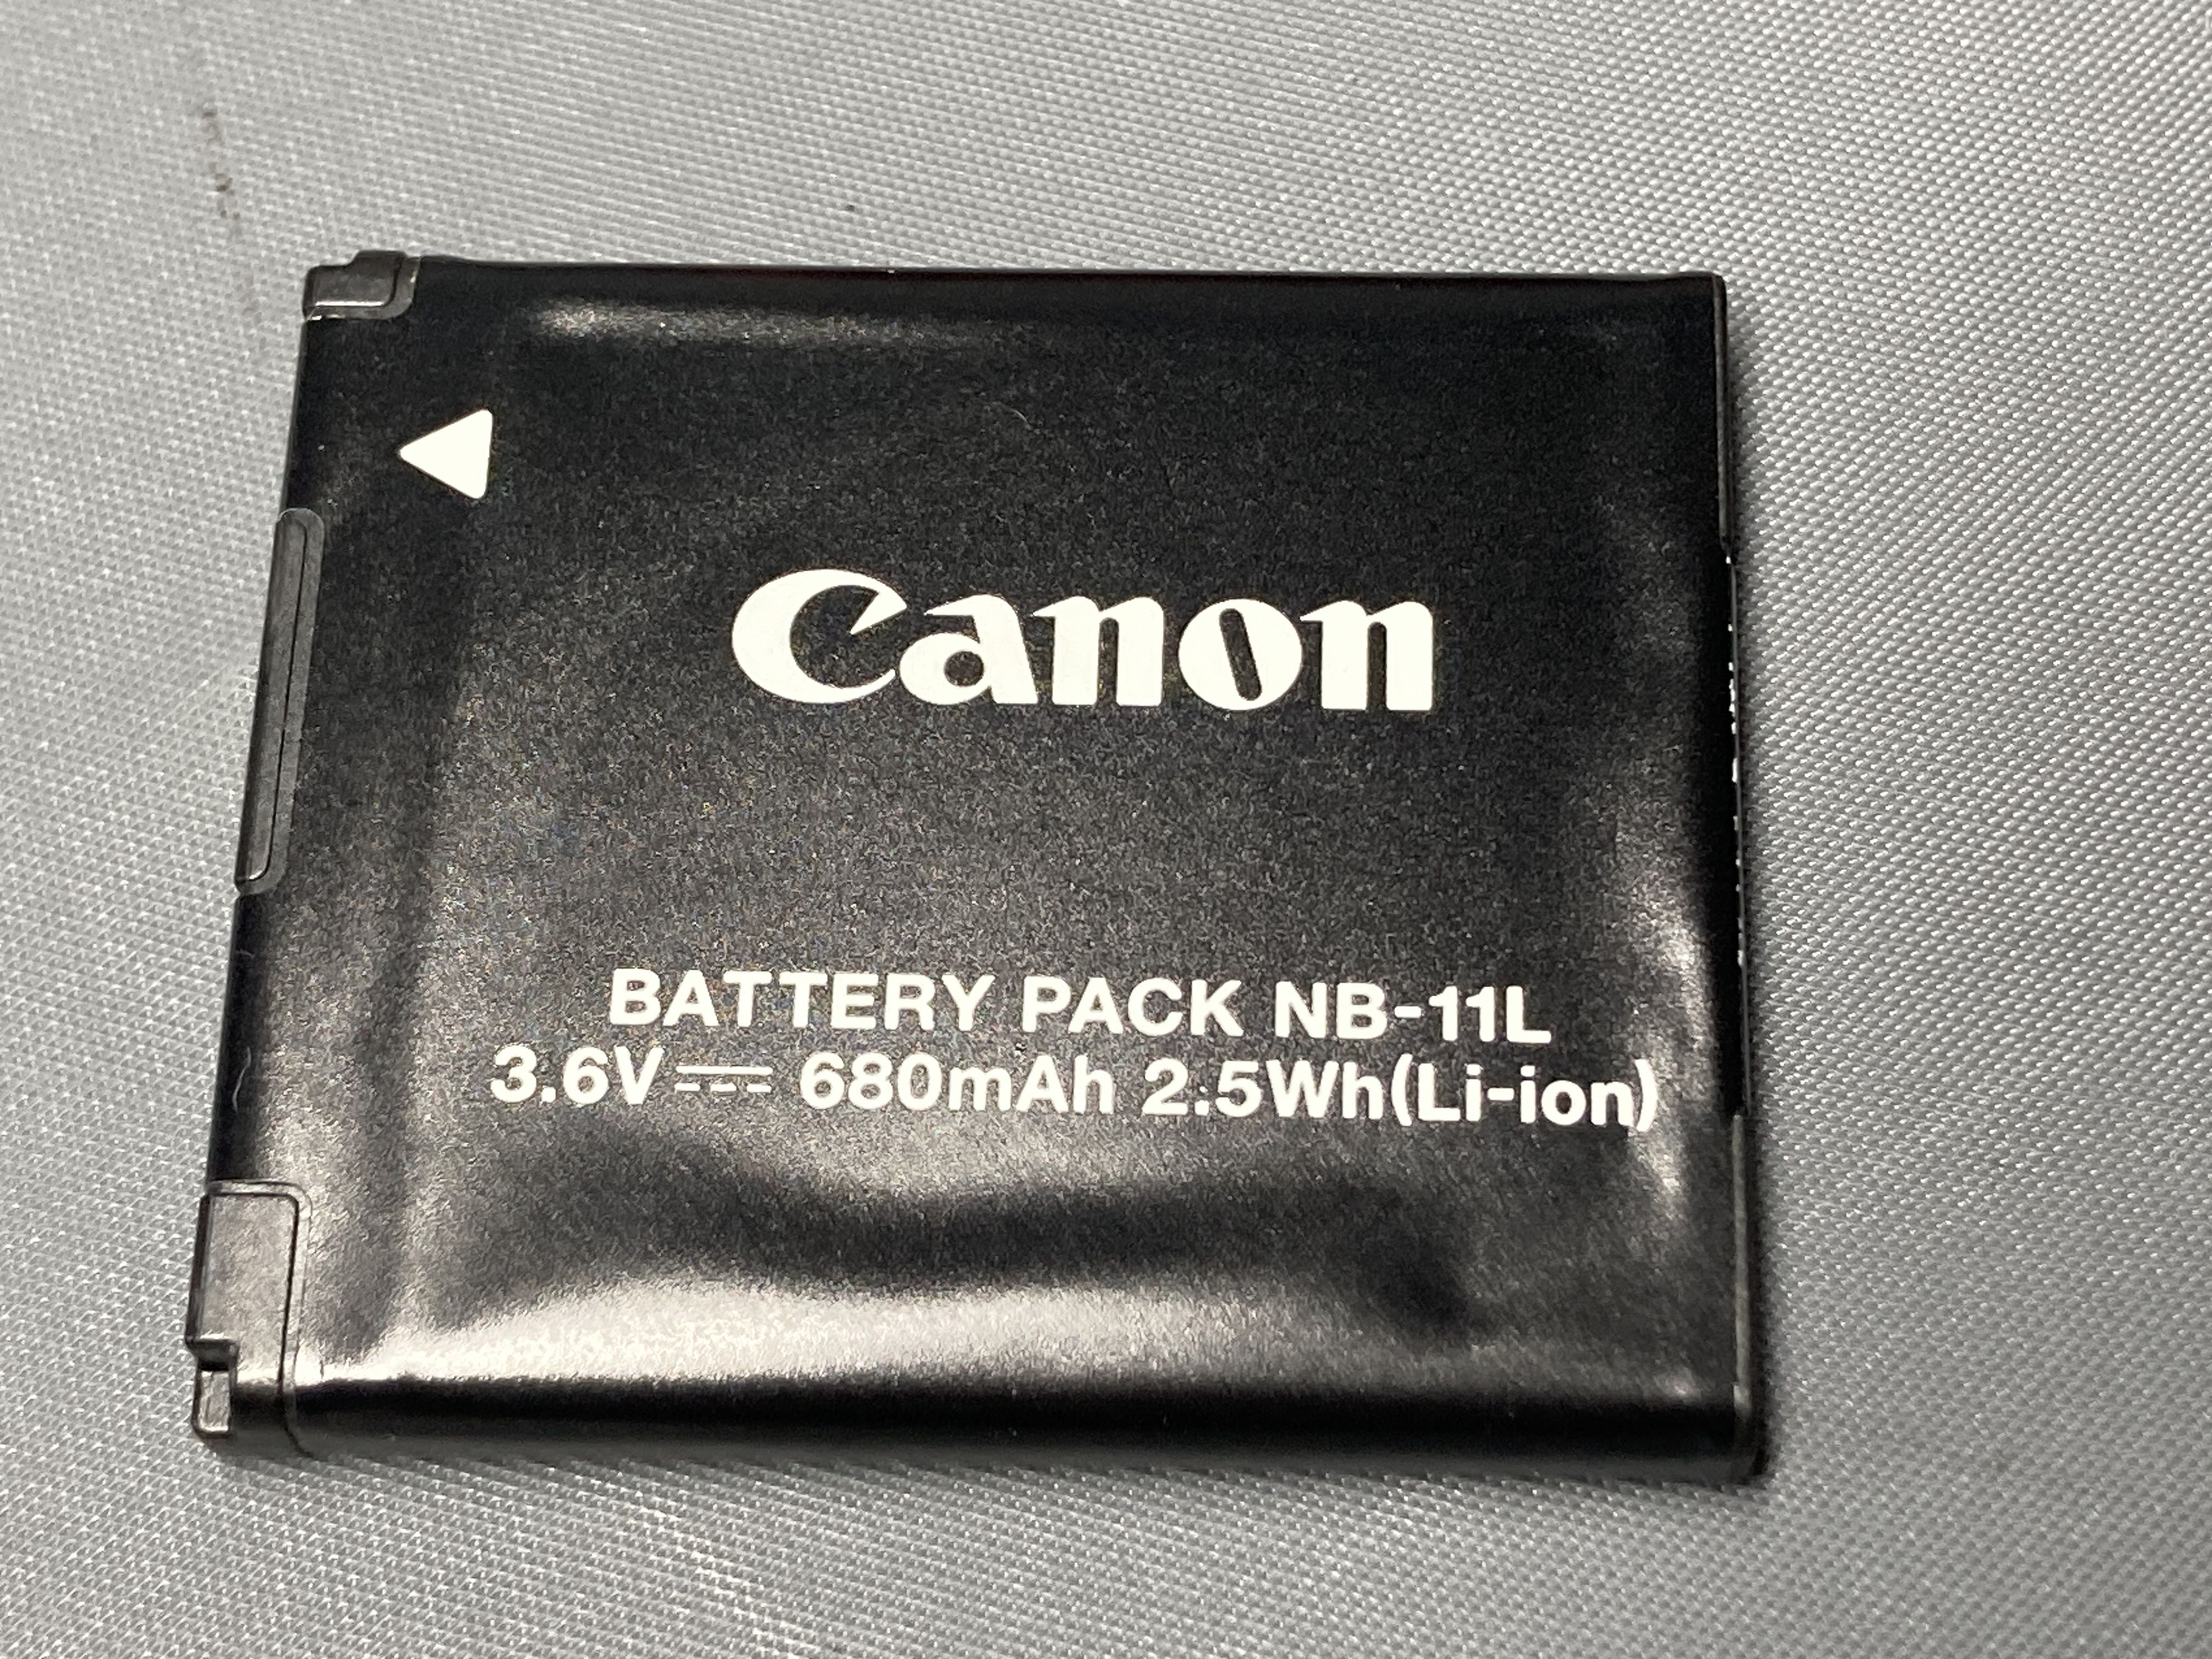 Canon
BATTERY PACK NB-11L
3.6V⎓ 680mAh 2.5Wh(Li-ion)